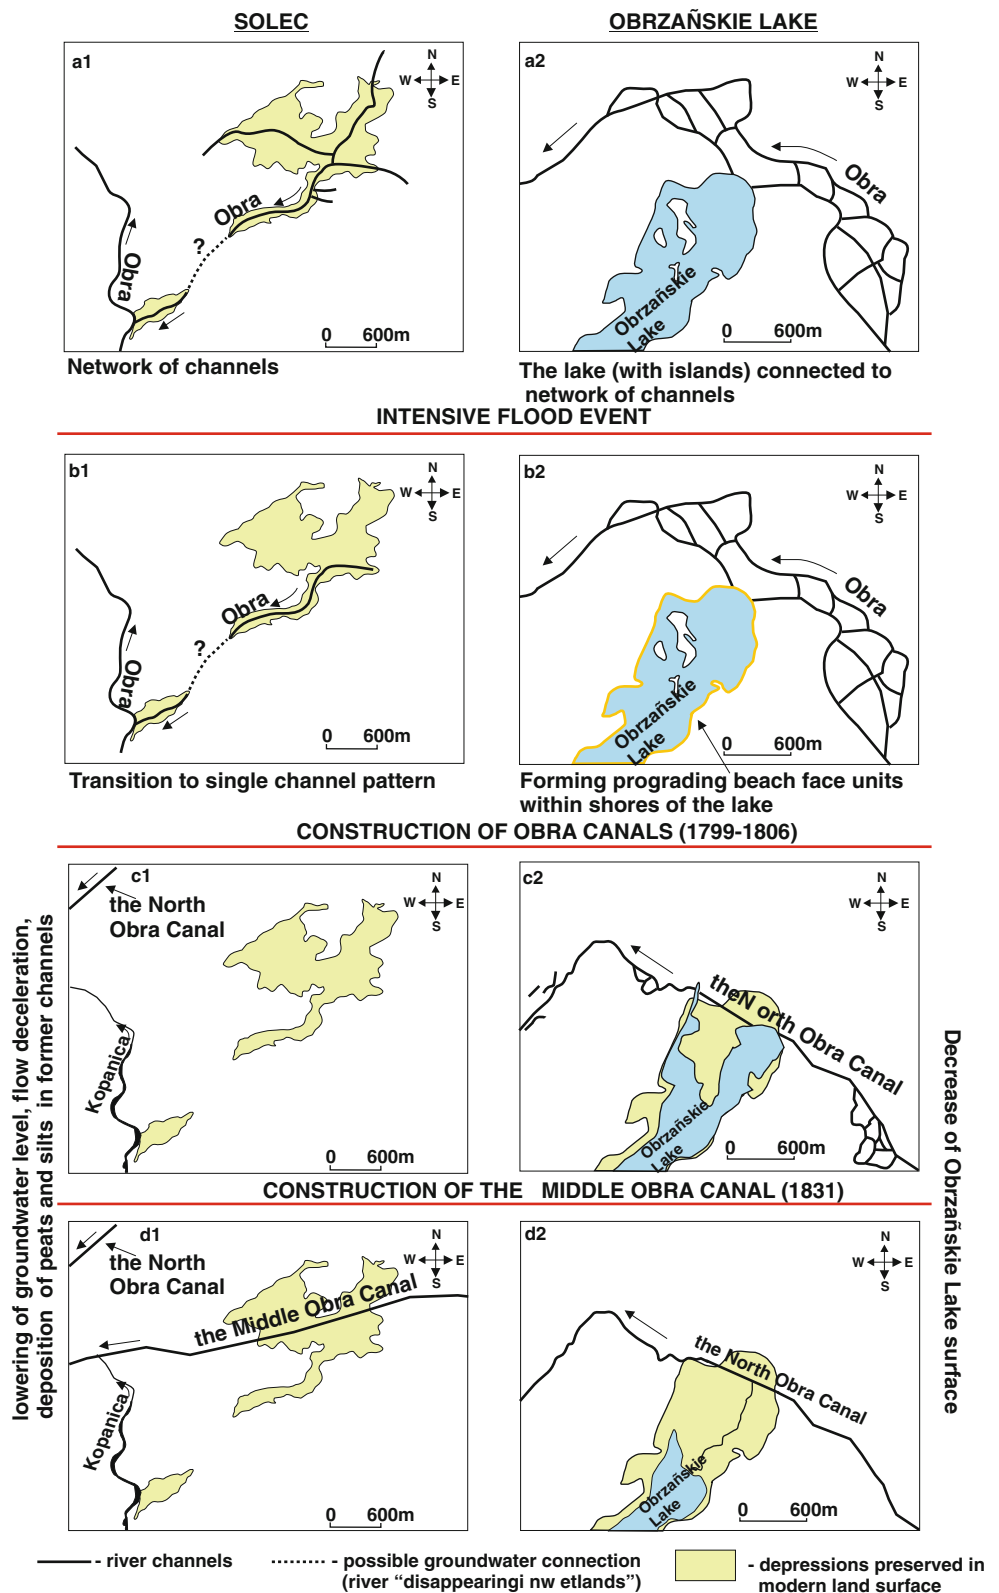 SOLEC
OBRZAÑSKIE LAKE
a1
N
W E
S
Obra
?
Obra
0 600m
Network of channels
a2
N
W E
S
Obra
Obrzañskie
Lake
0 600m
The lake (with islands) connected to
network of channels
INTENSIVE FLOOD EVENT
b1
N
W E
S
Obra
?
Obra
0 600m
Transition to single channel pattern
b2
N
W E
S
Obra
Obrzañskie
Lake
0 600m
Forming prograding beach face units
within shores of the lake
CONSTRUCTION OF OBRA CANALS (1799-1806)
lowering of groundwater level, flow deceleration,
deposition of peats and silts in former channels
c1
the North
Obra Canal
N
W E
S
Kopanica
0 600m
c2
N
W E
S
theN orth Obra Canal
Obrzañskie
Lake
0 600m
Decrease of Obrzañskie Lake surface
CONSTRUCTION OF THE MIDDLE OBRA CANAL (1831)
d1
the North
Obra Canal
N
W E
S
the Middle Obra Canal
Kopanica
0 600m
d2
N
W E
S
the North Obra Canal
Obrzañskie
Lake
0 600m
- river channels
- possible groundwater connection
(river “disappearingi nw etlands”)
- depressions preserved in
modern land surface